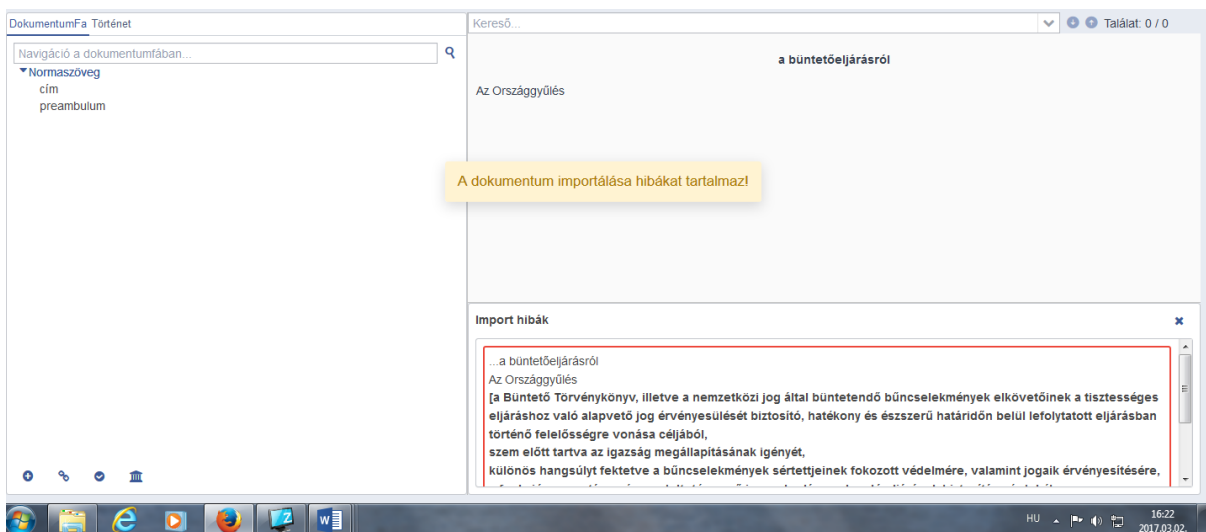 DokumentumFa Történet
Navigáció a dokumentumfában...
Normaszöveg
cím
preambulum
Kereső...
Találat: 0 / 0
a büntetőeljárásról
Az Országgyűlés
A dokumentum importálása hibákat tartalmaz!
Import hibák
...a büntetőeljárásról
Az Országgyűlés
[a Büntető Törvénykönyv, illetve a nemzetközi jog által büntetendő bűncselekmények elkövetőinek a tisztességes
eljáráshoz való alapvető jog érvényesülését biztosító, hatékony és észszerű határidőn belül lefolytatott eljárásban
történő felelősségre vonása céljából,
szem előtt tartva az igazság megállapításának igényét,
különös hangsúlyt fektetve a bűncselekmények sértettjeinek fokozott védelmére, valamint jogaik érvényesítésére,
HU
16:22
2017.03.02.